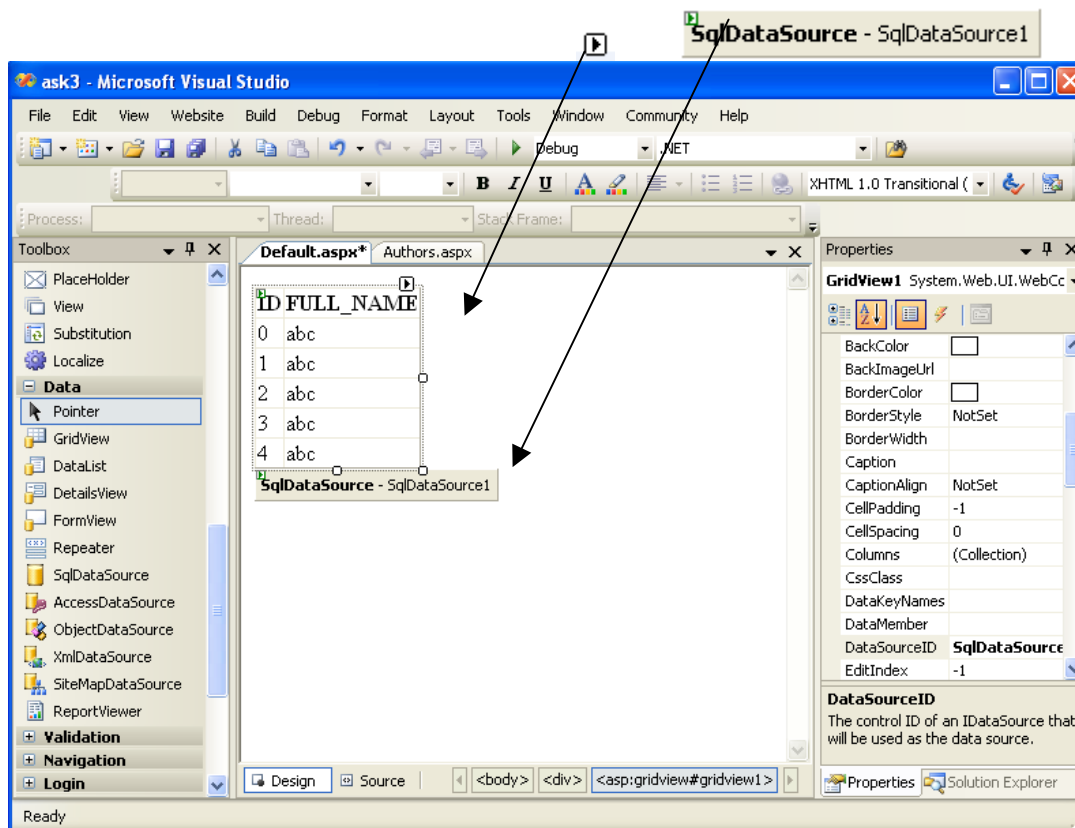 SqlDataSource - SqlDataSource1
ask3 - Microsoft Visual Studio
File Edit View Website Build Debug Format Layout Tools Window Community Help
Debug .NET
B I U A XHTML 1.0 Transitional (
Process: Thread: Stack Frame:
Toolbox
PlaceHolder
View
Substitution
Localize
Data
Pointer
GridView
DataList
DetailsView
FormView
Repeater
SqlDataSource
AccessDataSource
ObjectDataSource
XmlDataSource
SiteMapDataSource
ReportViewer
Validation
Navigation
Login
Default.aspx* Authors.aspx
ID FULL_NAME
0 abc
1 abc
2 abc
3 abc
4 abc
SqlDataSource - SqlDataSource1
Design Source <body> <div> <asp:gridview#gridview1>
Properties
GridView1 System.Web.UI.WebCc
BackColor
BackImageUrl
BorderColor
BorderStyle NotSet
BorderWidth
Caption
CaptionAlign NotSet
CellPadding -1
CellSpacing 0
Columns (Collection)
CssClass
DataKeyNames
DataMember
DataSourceID SqlDataSource
EditIndex -1
DataSourceID
The control ID of an IDataSource that
will be used as the data source.
Properties Solution Explorer
Ready